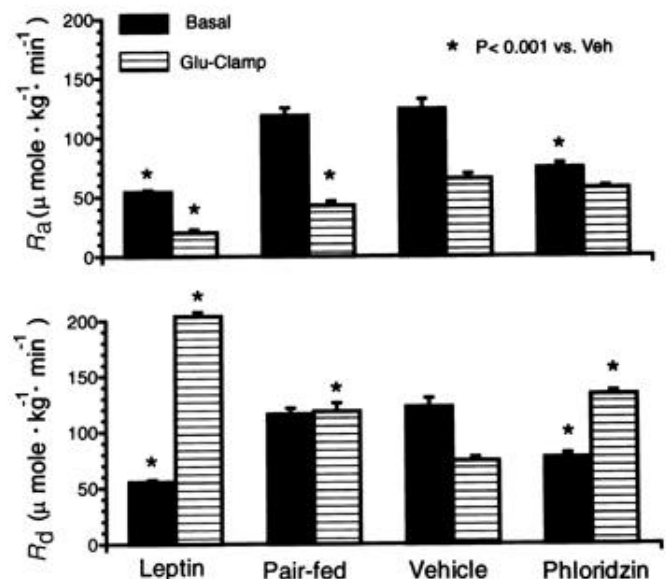 200
Basal
Glu-Clamp
* P< 0.001 vs. Veh
150
100
50
0
Ra (μ mole · kg-1 min-1)
* * * *
200
150
100
50
0
Rd (μ mole · kg-1 · min-1)
* * * * *
Leptin Pair-fed Vehicle Phloridzin